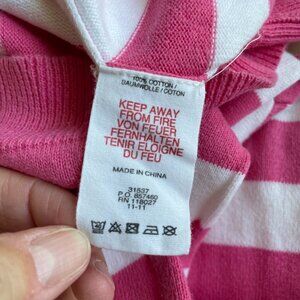 100% COTTON /
BAUMWOLLE / COTON
KEEP AWAY
FROM FIRE
VON FEUER
FERNHALTEN
TENIR ELOIGNE
DU FEU
MADE IN CHINA
31537
P.O. 857460
RN 118027
11-11